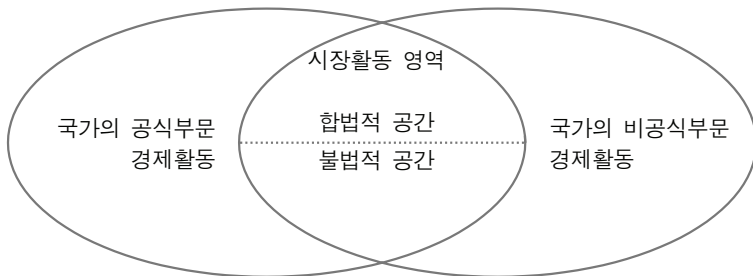 시장활동 영역
국가의 공식부문
경제활동
합법적 공간
불법적 공간
국가의 비공식부문
경제활동